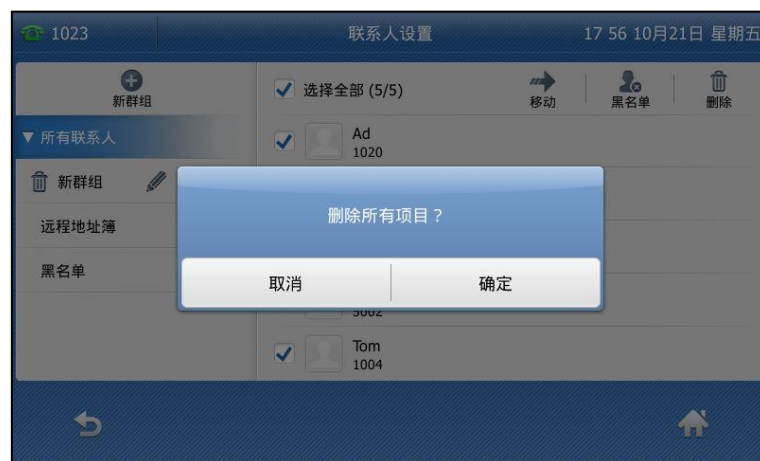 1023
联系人设置
17 56 10月21日 星期五
新群组
选择全部 (5/5)
移动
黑名单
删除
所有联系人
Ad
1020
新群组
远程地址簿
黑名单
删除所有项目？
取消
确定
5002
Tom
1004